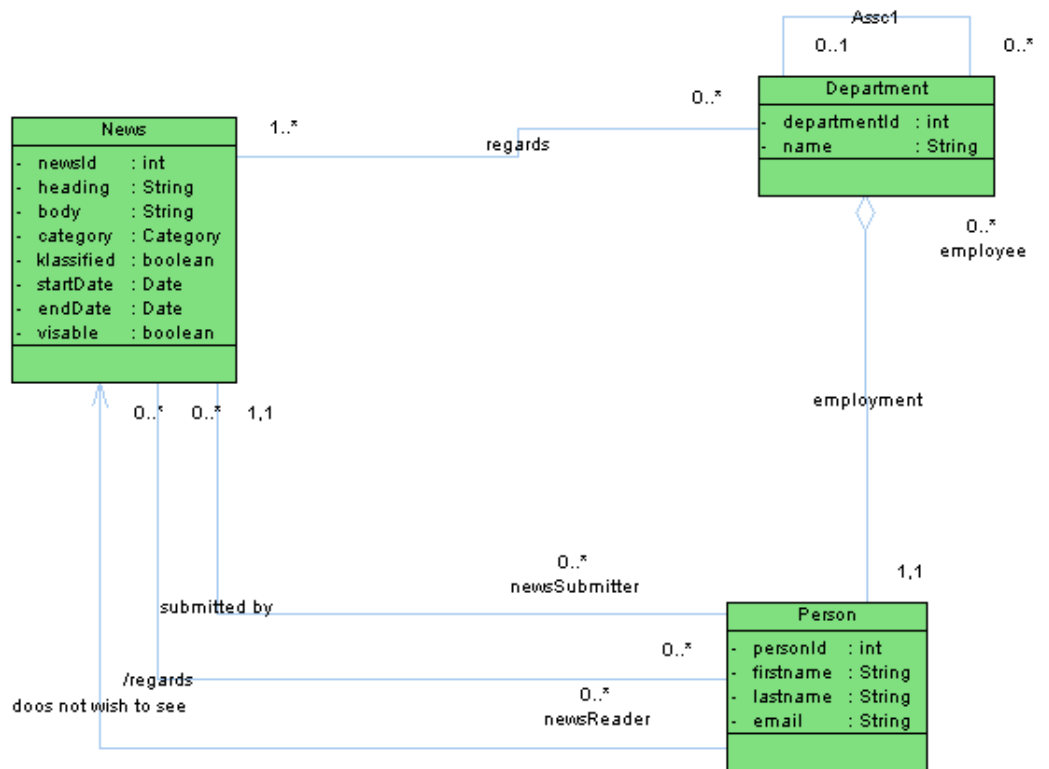 Assc1
0..1
0..*
Department
- departmentId : int
- name : String
0..*
regards
1..*
News
- newsId : int
- heading : String
- body : String
- category : Category
- klassified : boolean
- startDate : Date
- endDate : Date
- visable : boolean
0..*
employee
employment
0..*
0..*
1,1
0..*
newsSubmitter
submitted by
1,1
Person
- personId : int
- firstname : String
- lastname : String
- email : String
0..*
/regards
doos not wish to see
0..*
newsReader